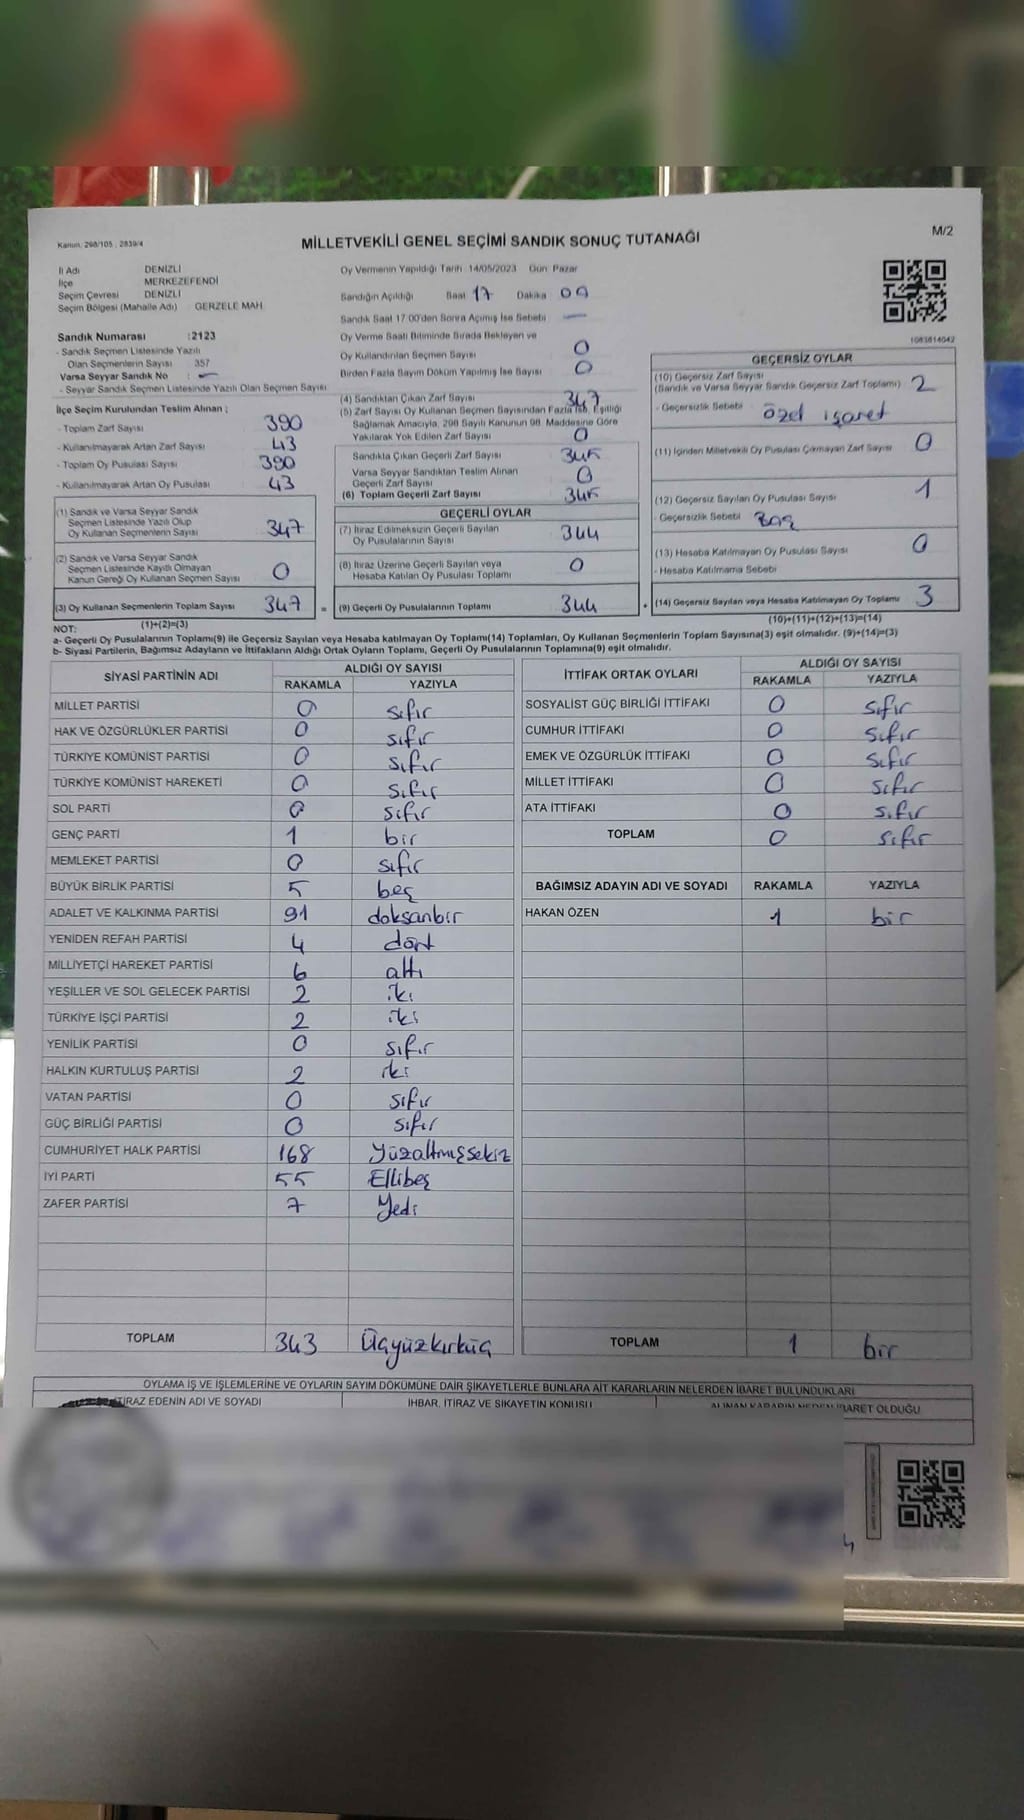 Kanun: 298/105 , 2839/4
MİLLETVEKİLİ GENEL SEÇİMİ SANDIK SONUÇ TUTANAĞI
M/2
İl Adı DENİZLİ
İlçe MERKEZEFENDİ
Seçim Çevresi DENİZLİ
Seçim Bölgesi (Mahalle Adı) GERZELE MAH.
Sandık Numarası :2123
- Sandık Seçmen Listesinde Yazılı
Olan Seçmenlerin Sayısı 357
Varsa Seyyar Sandık No : —
- Seyyar Sandık Seçmen Listesinde Yazılı Olan Seçmen Sayısı
İlçe Seçim Kurulundan Teslim Alınan ;
- Toplam Zarf Sayısı 390
- Kullanılmayarak Artan Zarf Sayısı 43
- Toplam Oy Pusulası Sayısı 390
- Kullanılmayarak Artan Oy Pusulası 43
(1) Sandık ve Varsa Seyyar Sandık
Seçmen Listesinde Yazılı Olup
Oy Kullanan Seçmenlerin Sayısı 347
(2) Sandık ve Varsa Seyyar Sandık
Seçmen Listesinde Kayıtlı Olmayan
Kanun Gereği Oy Kullanan Seçmen Sayısı 0
(3) Oy Kullanan Seçmenlerin Toplam Sayısı 347 =
Oy Vermenin Yapıldığı Tarih 14/05/2023 Gün: Pazar
Sandığın Açıldığı Saat 17 Dakika 09
Sandık Saat 17:00'den Sonra Açılmış İse Sebebi —
Oy Verme Saati Bitiminde Sırada Bekleyen ve
Oy Kullandırılan Seçmen Sayısı 0
Birden Fazla Sayım Döküm Yapılmış İse Sayısı 0
(4) Sandıktan Çıkan Zarf Sayısı 347
(5) Zarf Sayısı Oy Kullanan Seçmen Sayısından Fazla İse, Eşitliği
Sağlamak Amacıyla, 298 Sayılı Kanunun 98. Maddesine Göre
Yakılarak Yok Edilen Zarf Sayısı 0
Sandıkta Çıkan Geçerli Zarf Sayısı 345
Varsa Seyyar Sandıktan Teslim Alınan
Geçerli Zarf Sayısı 0
(6) Toplam Geçerli Zarf Sayısı 345
GEÇERLİ OYLAR
(7) İtiraz Edilmeksizin Geçerli Sayılan
Oy Pusulalarının Sayısı 344
(8) İtiraz Üzerine Geçerli Sayılan veya
Hesaba Katılan Oy Pusulası Toplamı 0
(9) Geçerli Oy Pusulalarının Toplamı 344 +
1083814042
GEÇERSİZ OYLAR
(10) Geçersiz Zarf Sayısı
(Sandık ve Varsa Seyyar Sandık Geçersiz Zarf Toplamı) 2
- Geçersizlik Sebebi özel işaret
(11) İçinden Milletvekili Oy Pusulası Çıkmayan Zarf Sayısı 0
(12) Geçersiz Sayılan Oy Pusulası Sayısı 1
- Geçersizlik Sebebi Boş
(13) Hesaba Katılmayan Oy Pusulası Sayısı 0
- Hesaba Katılmama Sebebi
(14) Geçersiz Sayılan veya Hesaba Katılmayan Oy Toplamı 3
NOT: (1)+(2)=(3) (10)+(11)+(12)+(13)=(14)
a- Geçerli Oy Pusulaları Toplamı(9) ile Geçersiz Sayılan veya Hesaba katılmayan Oy Toplamı(14) Toplamları, Oy Kullanan Seçmenlerin Toplam Sayısına(3) eşit olmalıdır. (9)+(14)=(3)
b- Siyasi Partilerin, Bağımsız Adayların ve İttifakların Aldığı Ortak Oyların Toplamı, Geçerli Oy Pusulalarının Toplamına(9) eşit olmalıdır.
SİYASİ PARTİNİN ADI ALDIĞI OY SAYISI
RAKAMLA YAZIYLA
MİLLET PARTİSİ 0 sıfır
HAK VE ÖZGÜRLÜKLER PARTİSİ 0 sıfır
TÜRKİYE KOMÜNİST PARTİSİ 0 sıfır
TÜRKİYE KOMÜNİST HAREKETİ 0 sıfır
SOL PARTİ 0 sıfır
GENÇ PARTİ 1 bir
MEMLEKET PARTİSİ 0 sıfır
BÜYÜK BİRLİK PARTİSİ 5 beş
ADALET VE KALKINMA PARTİSİ 91 doksanbir
YENİDEN REFAH PARTİSİ 4 dört
MİLLİYETÇİ HAREKET PARTİSİ 6 altı
YEŞİLLER VE SOL GELECEK PARTİSİ 2 iki
TÜRKİYE İŞÇİ PARTİSİ 2 iki
YENİLİK PARTİSİ 0 sıfır
HALKIN KURTULUŞ PARTİSİ 2 iki
VATAN PARTİSİ 0 sıfır
GÜÇ BİRLİĞİ PARTİSİ 0 sıfır
CUMHURİYET HALK PARTİSİ 168 Yüzaltmışsekiz
İYİ PARTİ 55 Ellibeş
ZAFER PARTİSİ 7 Yedi
TOPLAM 343 Üçyüzkırküç
İTTİFAK ORTAK OYLARI ALDIĞI OY SAYISI
RAKAMLA YAZIYLA
SOSYALİST GÜÇ BİRLİĞİ İTTİFAKI 0 sıfır
CUMHUR İTTİFAKI 0 sıfır
EMEK VE ÖZGÜRLÜK İTTİFAKI 0 sıfır
MİLLET İTTİFAKI 0 sıfır
ATA İTTİFAKI 0 sıfır
TOPLAM 0 sıfır
BAĞIMSIZ ADAYIN ADI VE SOYADI RAKAMLA YAZIYLA
HAKAN ÖZEN 1 bir
TOPLAM 1 bir
OYLAMA İŞ VE İŞLEMLERİNE VE OYLARIN SAYIM DÖKÜMÜNE DAİR ŞİKAYETLERLE BUNLARA AİT KARARLARIN NELERDEN İBARET BULUNDUKLARI
İTİRAZ EDENİN ADI VE SOYADI İHBAR, İTİRAZ VE ŞİKAYETİN KONUSU ALINAN KARARIN NEDEN İBARET OLDUĞU